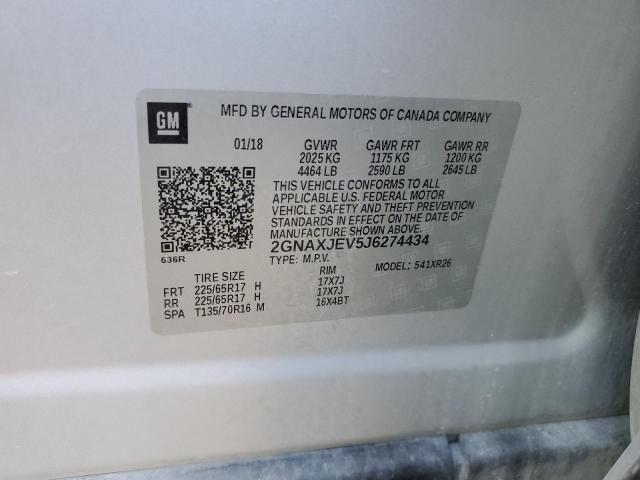 GM
MFD BY GENERAL MOTORS OF CANADA COMPANY
01/18 GVWR GAWR FRT GAWR RR
2025 KG 1175 KG 1200 KG
4464 LB 2590 LB 2645 LB
THIS VEHICLE CONFORMS TO ALL
APPLICABLE U.S. FEDERAL MOTOR
VEHICLE SAFETY AND THEFT PREVENTION
STANDARDS IN EFFECT ON THE DATE OF
MANUFACTURE SHOWN ABOVE.
636R
2GNAXJEV5J6274434
TYPE: M.P.V. MODEL: 541XR26
TIRE SIZE RIM
FRT 225/65R17 H 17X7J
RR 225/65R17 H 17X7J
SPA T135/70R16 M 16X4BT